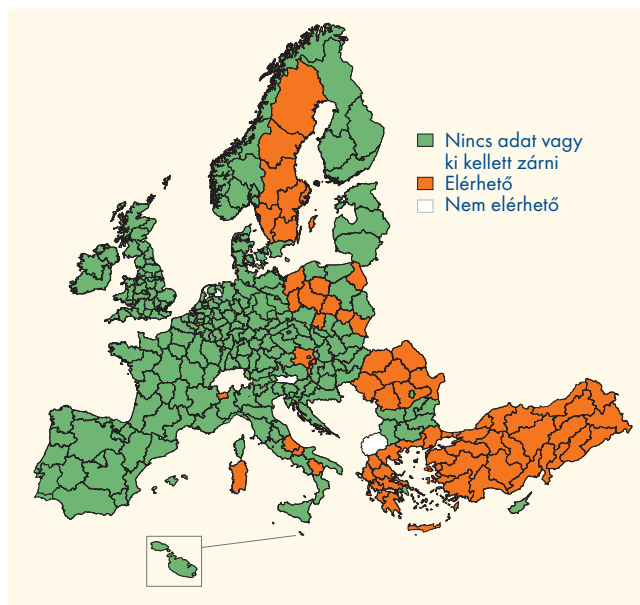 Nincs adat vagy
ki kellett zárni
Elérhető
Nem elérhető